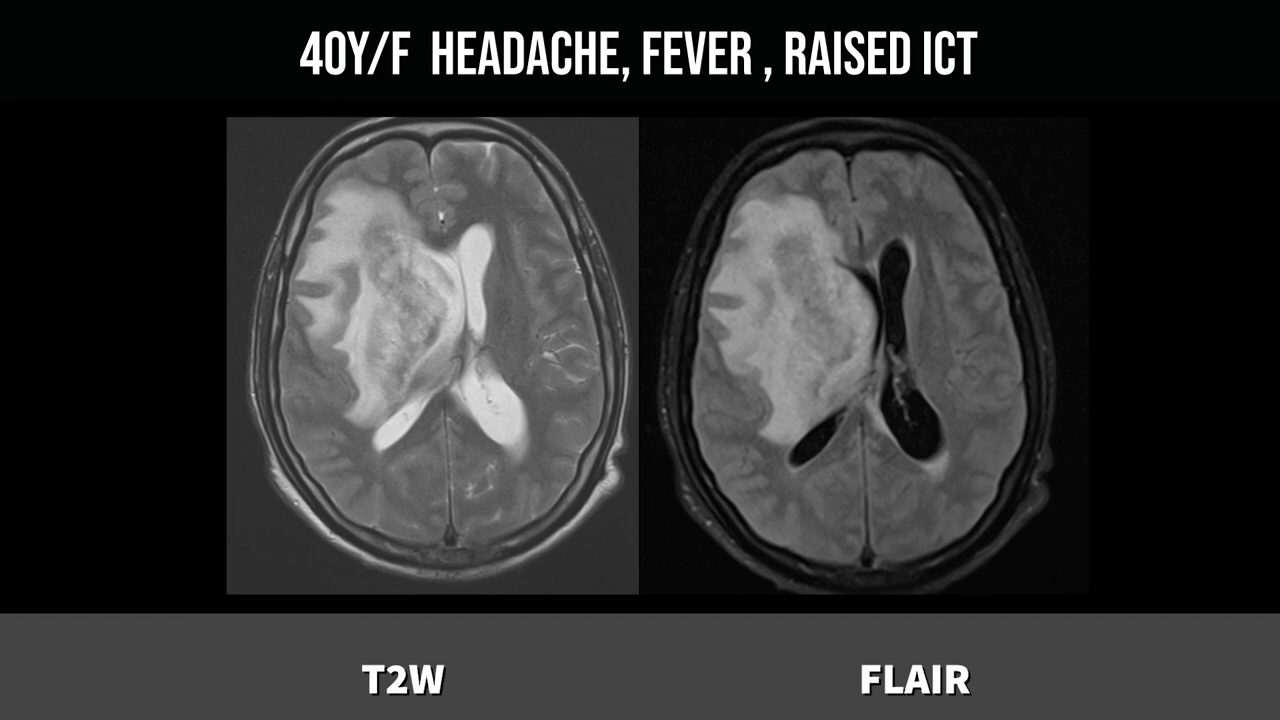 40Y/F HEADACHE, FEVER , RAISED ICT
T2W
FLAIR